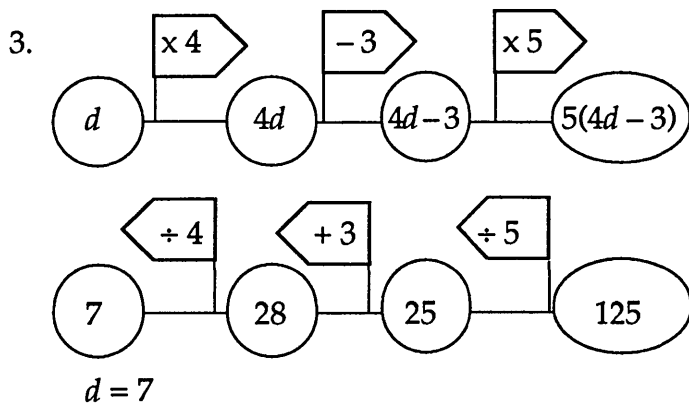 3.
x 4 – 3 x 5
d 4d 4d – 3 5(4d – 3)
÷ 4 + 3 ÷ 5
7 28 25 125
d = 7